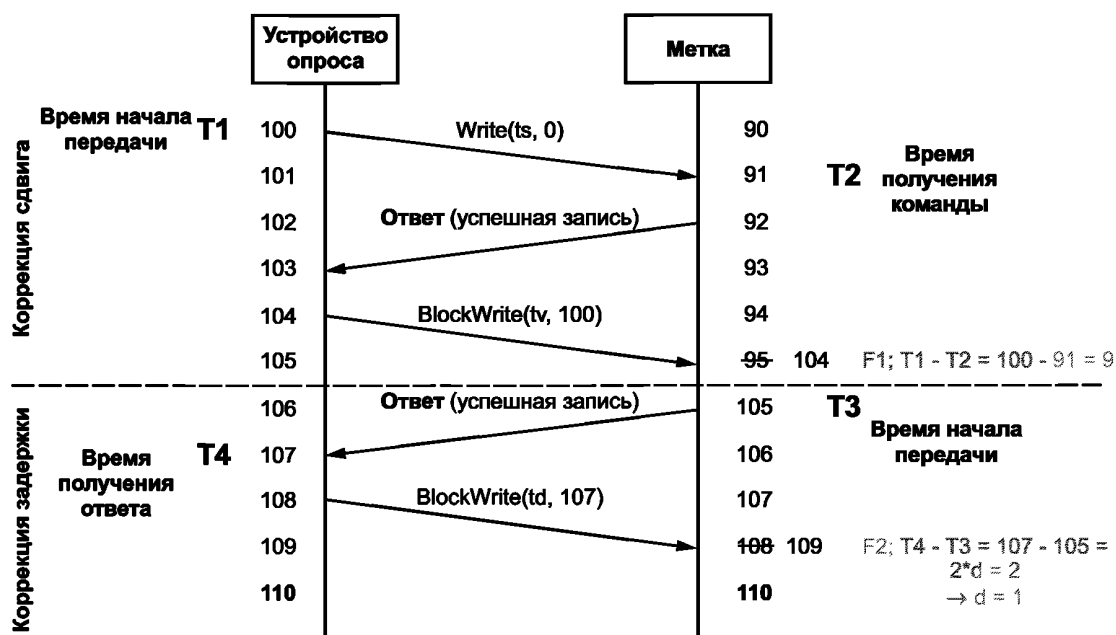 Устройство
опроса
Метка
Время начала
передачи
T1
100
Write(ts, 0)
90
101
91
T2
Время
получения
команды
102
Ответ (успешная запись)
92
103
93
104
BlockWrite(tv, 100)
94
105
95 104
F1; T1 - T2 = 100 - 91 = 9
Коррекция сдвига
106
Ответ (успешная запись)
105
T3
Время начала
передачи
Время
получения
ответа
T4
107
106
108
BlockWrite(td, 107)
107
109
108 109
F2; T4 - T3 = 107 - 105 =
2*d = 2
→ d = 1
110
110
Коррекция задержки